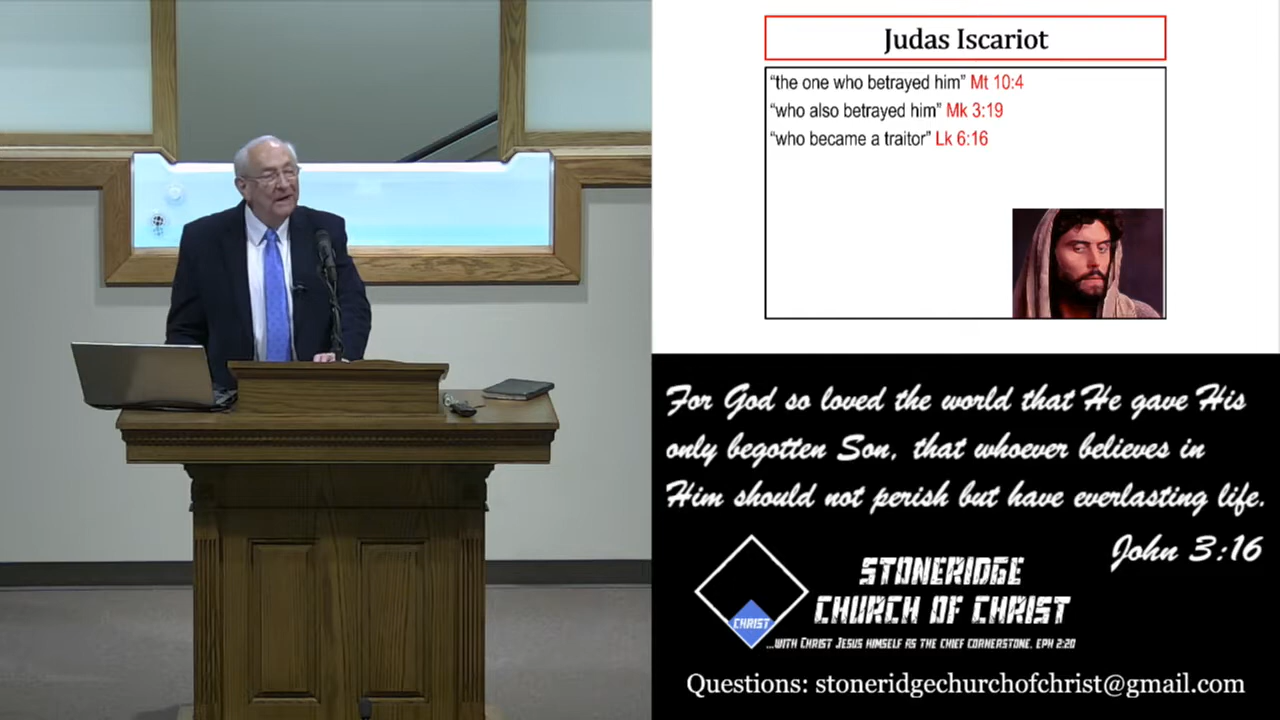 Judas Iscariot
“the one who betrayed him” Mt 10:4
“who also betrayed him” Mk 3:19
“who became a traitor” Lk 6:16
For God so loved the world that He gave His
only begotten Son, that whoever believes in
Him should not perish but have everlasting life.
John 3:16
CHRIST
STONERIDGE
CHURCH OF CHRIST
...WITH CHRIST JESUS HIMSELF AS THE CHIEF CORNERSTONE. EPH 2:20
Questions: stoneridgechurchofchrist@gmail.com